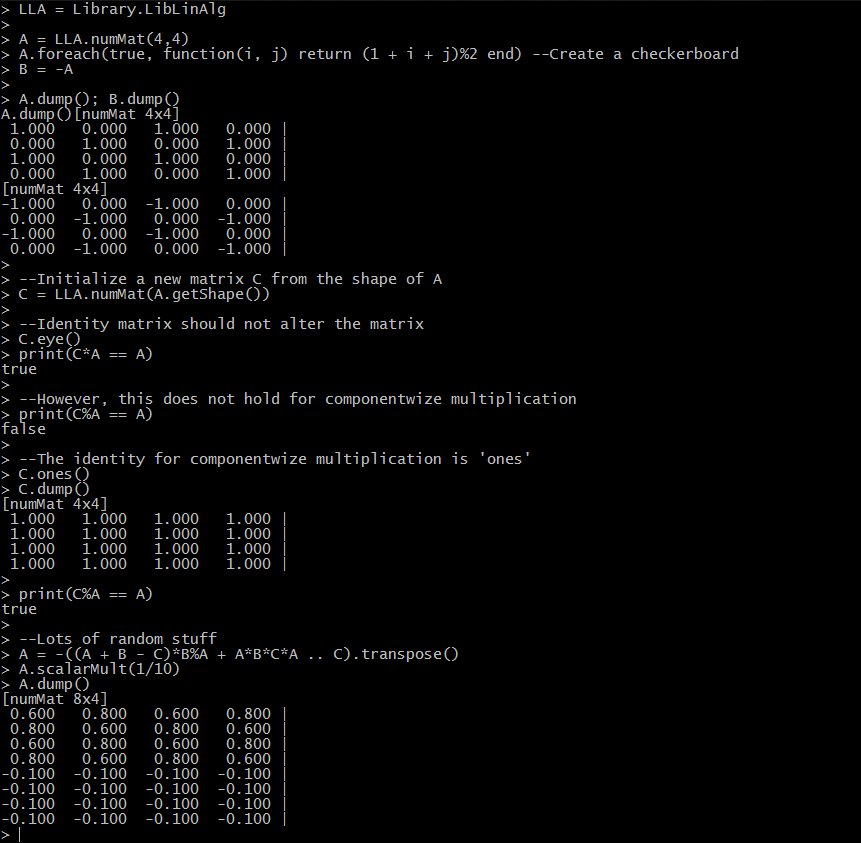 > LLA = Library.LibLinAlg
>
> A = LLA.numMat(4,4)
> A.foreach(true, function(i, j) return (1 + i + j)%2 end) --Create a checkerboard
> B = -A
>
> A.dump(); B.dump()
A.dump()[numMat 4x4]
 1.000   0.000   1.000   0.000 |
 0.000   1.000   0.000   1.000 |
 1.000   0.000   1.000   0.000 |
 0.000   1.000   0.000   1.000 |
[numMat 4x4]
-1.000   0.000  -1.000   0.000 |
 0.000  -1.000   0.000  -1.000 |
-1.000   0.000  -1.000   0.000 |
 0.000  -1.000   0.000  -1.000 |
>
> --Initialize a new matrix C from the shape of A
> C = LLA.numMat(A.getShape())
>
> --Identity matrix should not alter the matrix
> C.eye()
> print(C*A == A)
true
>
> --However, this does not hold for componentwize multiplication
> print(C%A == A)
false
>
> --The identity for componentwize multiplication is 'ones'
> C.ones()
> C.dump()
[numMat 4x4]
 1.000   1.000   1.000   1.000 |
 1.000   1.000   1.000   1.000 |
 1.000   1.000   1.000   1.000 |
 1.000   1.000   1.000   1.000 |
>
> print(C%A == A)
true
>
> --Lots of random stuff
> A = -((A + B - C)*B%A + A*B*C*A .. C).transpose()
> A.scalarMult(1/10)
> A.dump()
[numMat 8x4]
 0.600   0.800   0.600   0.800 |
 0.800   0.600   0.800   0.600 |
 0.600   0.800   0.600   0.800 |
 0.800   0.600   0.800   0.600 |
-0.100  -0.100  -0.100  -0.100 |
-0.100  -0.100  -0.100  -0.100 |
-0.100  -0.100  -0.100  -0.100 |
-0.100  -0.100  -0.100  -0.100 |
> |